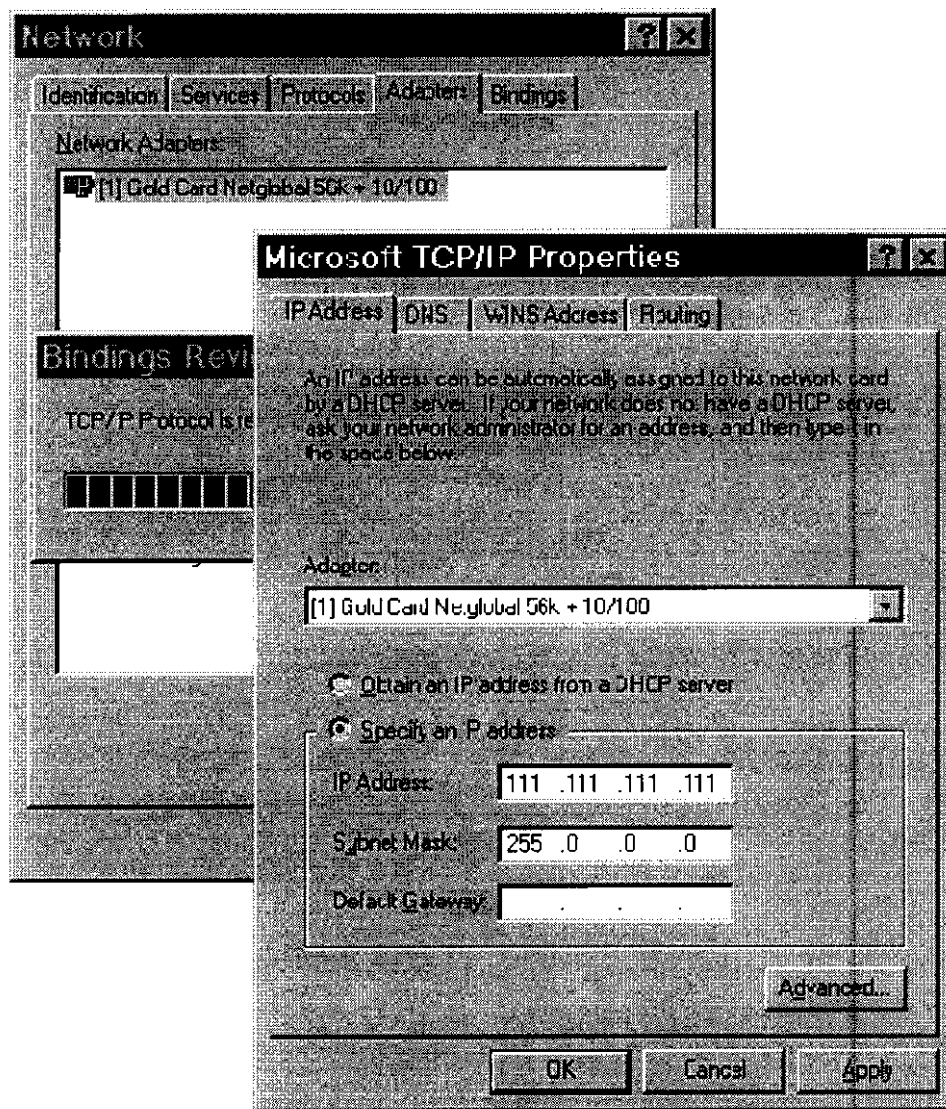 Network
Identification Services Protocols Adapters Bindings
Network Adapters:
[1] Gold Card Netglobal 56k + 10/100
Bindings Revi
TCP/IP Protocol is re
Microsoft TCP/IP Properties
IP Address DNS WINS Address Routing
An IP address can be automatically assigned to this network card
by a DHCP server. If your network does not have a DHCP server,
ask your network administrator for an address, and then type it in
the space below.
Adapter:
[1] Gold Card Netglobal 56k + 10/100
Obtain an IP address from a DHCP server
Specify an IP address
IP Address: 111 .111 .111 .111
Subnet Mask: 255 .0 .0 .0
Default Gateway: . . .
Advanced...
OK Cancel Apply